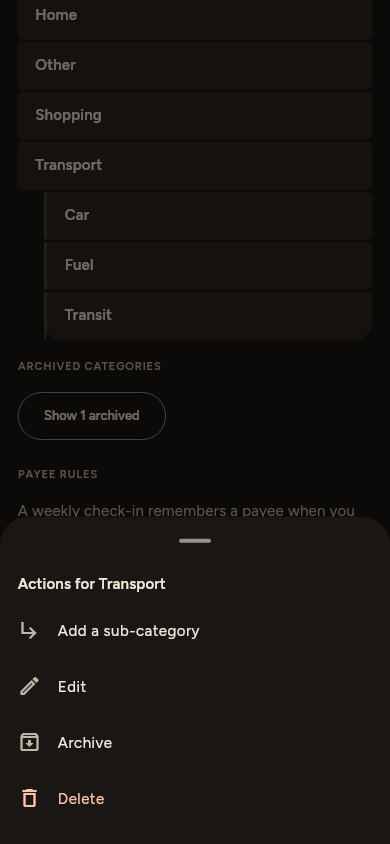 Home
Other
Shopping
Transport
Car
Fuel
Transit
ARCHIVED CATEGORIES
Show 1 archived
PAYEE RULES
A weekly check-in remembers a payee when you
Actions for Transport
Add a sub-category
Edit
Archive
Delete